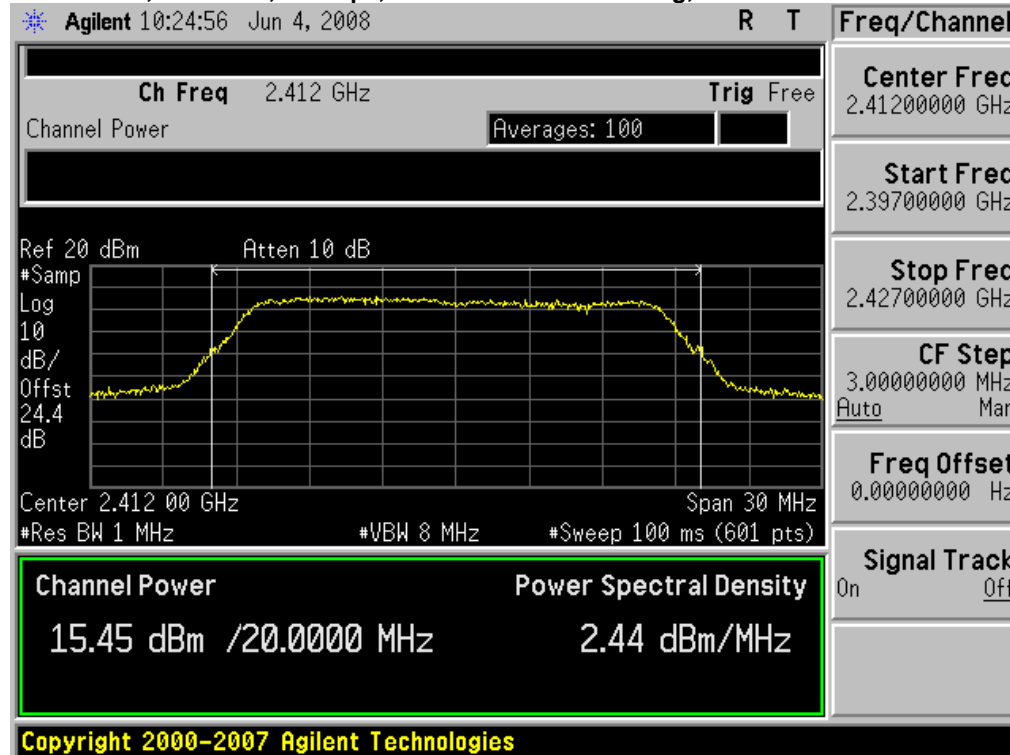 Agilent 10:24:56 Jun 4, 2008 R T
Freq/Channel
Ch Freq 2.412 GHz Trig Free
Channel Power Averages: 100
Ref 20 dBm Atten 10 dB
#Samp
Log
10
dB/
Offst
24.4
dB
Center 2.412 00 GHz Span 30 MHz
#Res BW 1 MHz #VBW 8 MHz #Sweep 100 ms (601 pts)
Channel Power Power Spectral Density
15.45 dBm /20.0000 MHz 2.44 dBm/MHz
Copyright 2000-2007 Agilent Technologies
Center Freq
2.41200000 GHz
Start Freq
2.39700000 GHz
Stop Freq
2.42700000 GHz
CF Step
3.00000000 MHz
Auto Man
Freq Offset
0.00000000 Hz
Signal Track
On Off